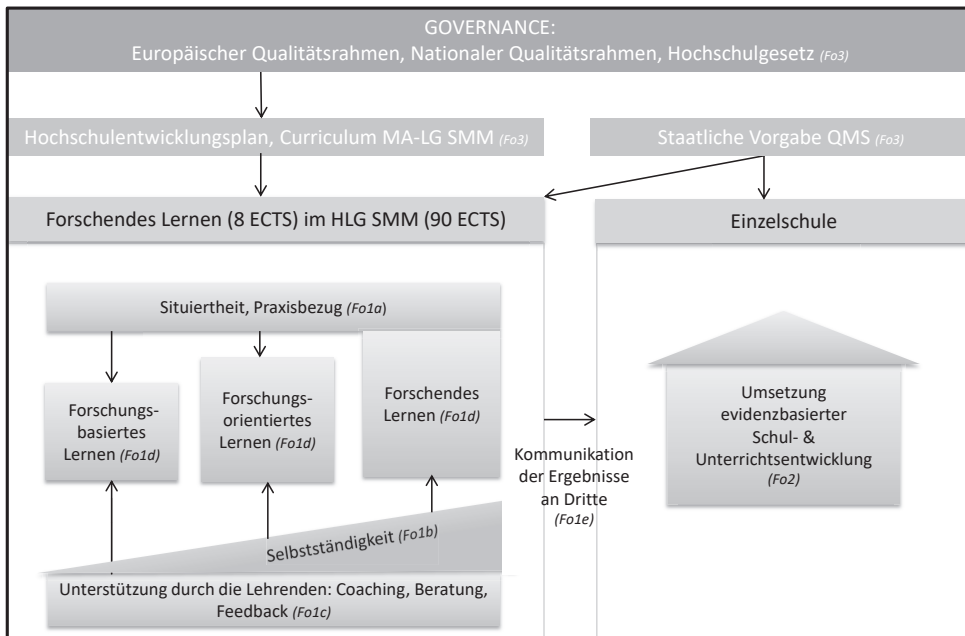 GOVERNANCE:
Europäischer Qualitätsrahmen, Nationaler Qualitätsrahmen, Hochschulgesetz (Fo3)
Hochschulentwicklungsplan, Curriculum MA-LG SMM (Fo3)
Staatliche Vorgabe QMS (Fo3)
Forschendes Lernen (8 ECTS) im HLG SMM (90 ECTS)
Einzelschule
Situiertheit, Praxisbezug (Fo1a)
Forschungs-
basiertes
Lernen (Fo1d)
Forschungs-
orientiertes
Lernen (Fo1d)
Forschendes
Lernen (Fo1d)
Selbstständigkeit (Fo1b)
Unterstützung durch die Lehrenden: Coaching, Beratung,
Feedback (Fo1c)
Kommunikation
der Ergebnisse
an Dritte
(Fo1e)
Umsetzung
evidenzbasierter
Schul- &
Unterrichtsentwicklung
(Fo2)